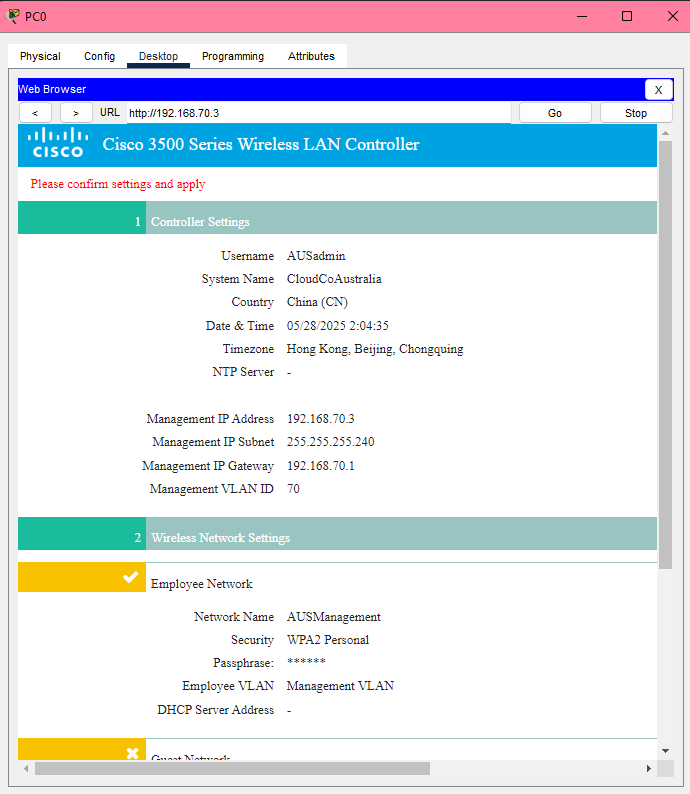 PC0
Physical Config Desktop Programming Attributes
Web Browser X
< > URL http://192.168.70.3 Go Stop
CISCO Cisco 3500 Series Wireless LAN Controller
Please confirm settings and apply
1 Controller Settings
Username AUSadmin
System Name CloudCoAustralia
Country China (CN)
Date & Time 05/28/2025 2:04:35
Timezone Hong Kong, Beijing, Chongquing
NTP Server -
Management IP Address 192.168.70.3
Management IP Subnet 255.255.255.240
Management IP Gateway 192.168.70.1
Management VLAN ID 70
2 Wireless Network Settings
Employee Network
Network Name AUSManagement
Security WPA2 Personal
Passphrase: ******
Employee VLAN Management VLAN
DHCP Server Address -
Guest Network